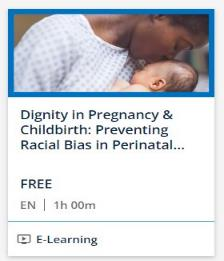 Dignity in Pregnancy &
Childbirth: Preventing
Racial Bias in Perinatal...
FREE
EN | 1h 00m
E-Learning